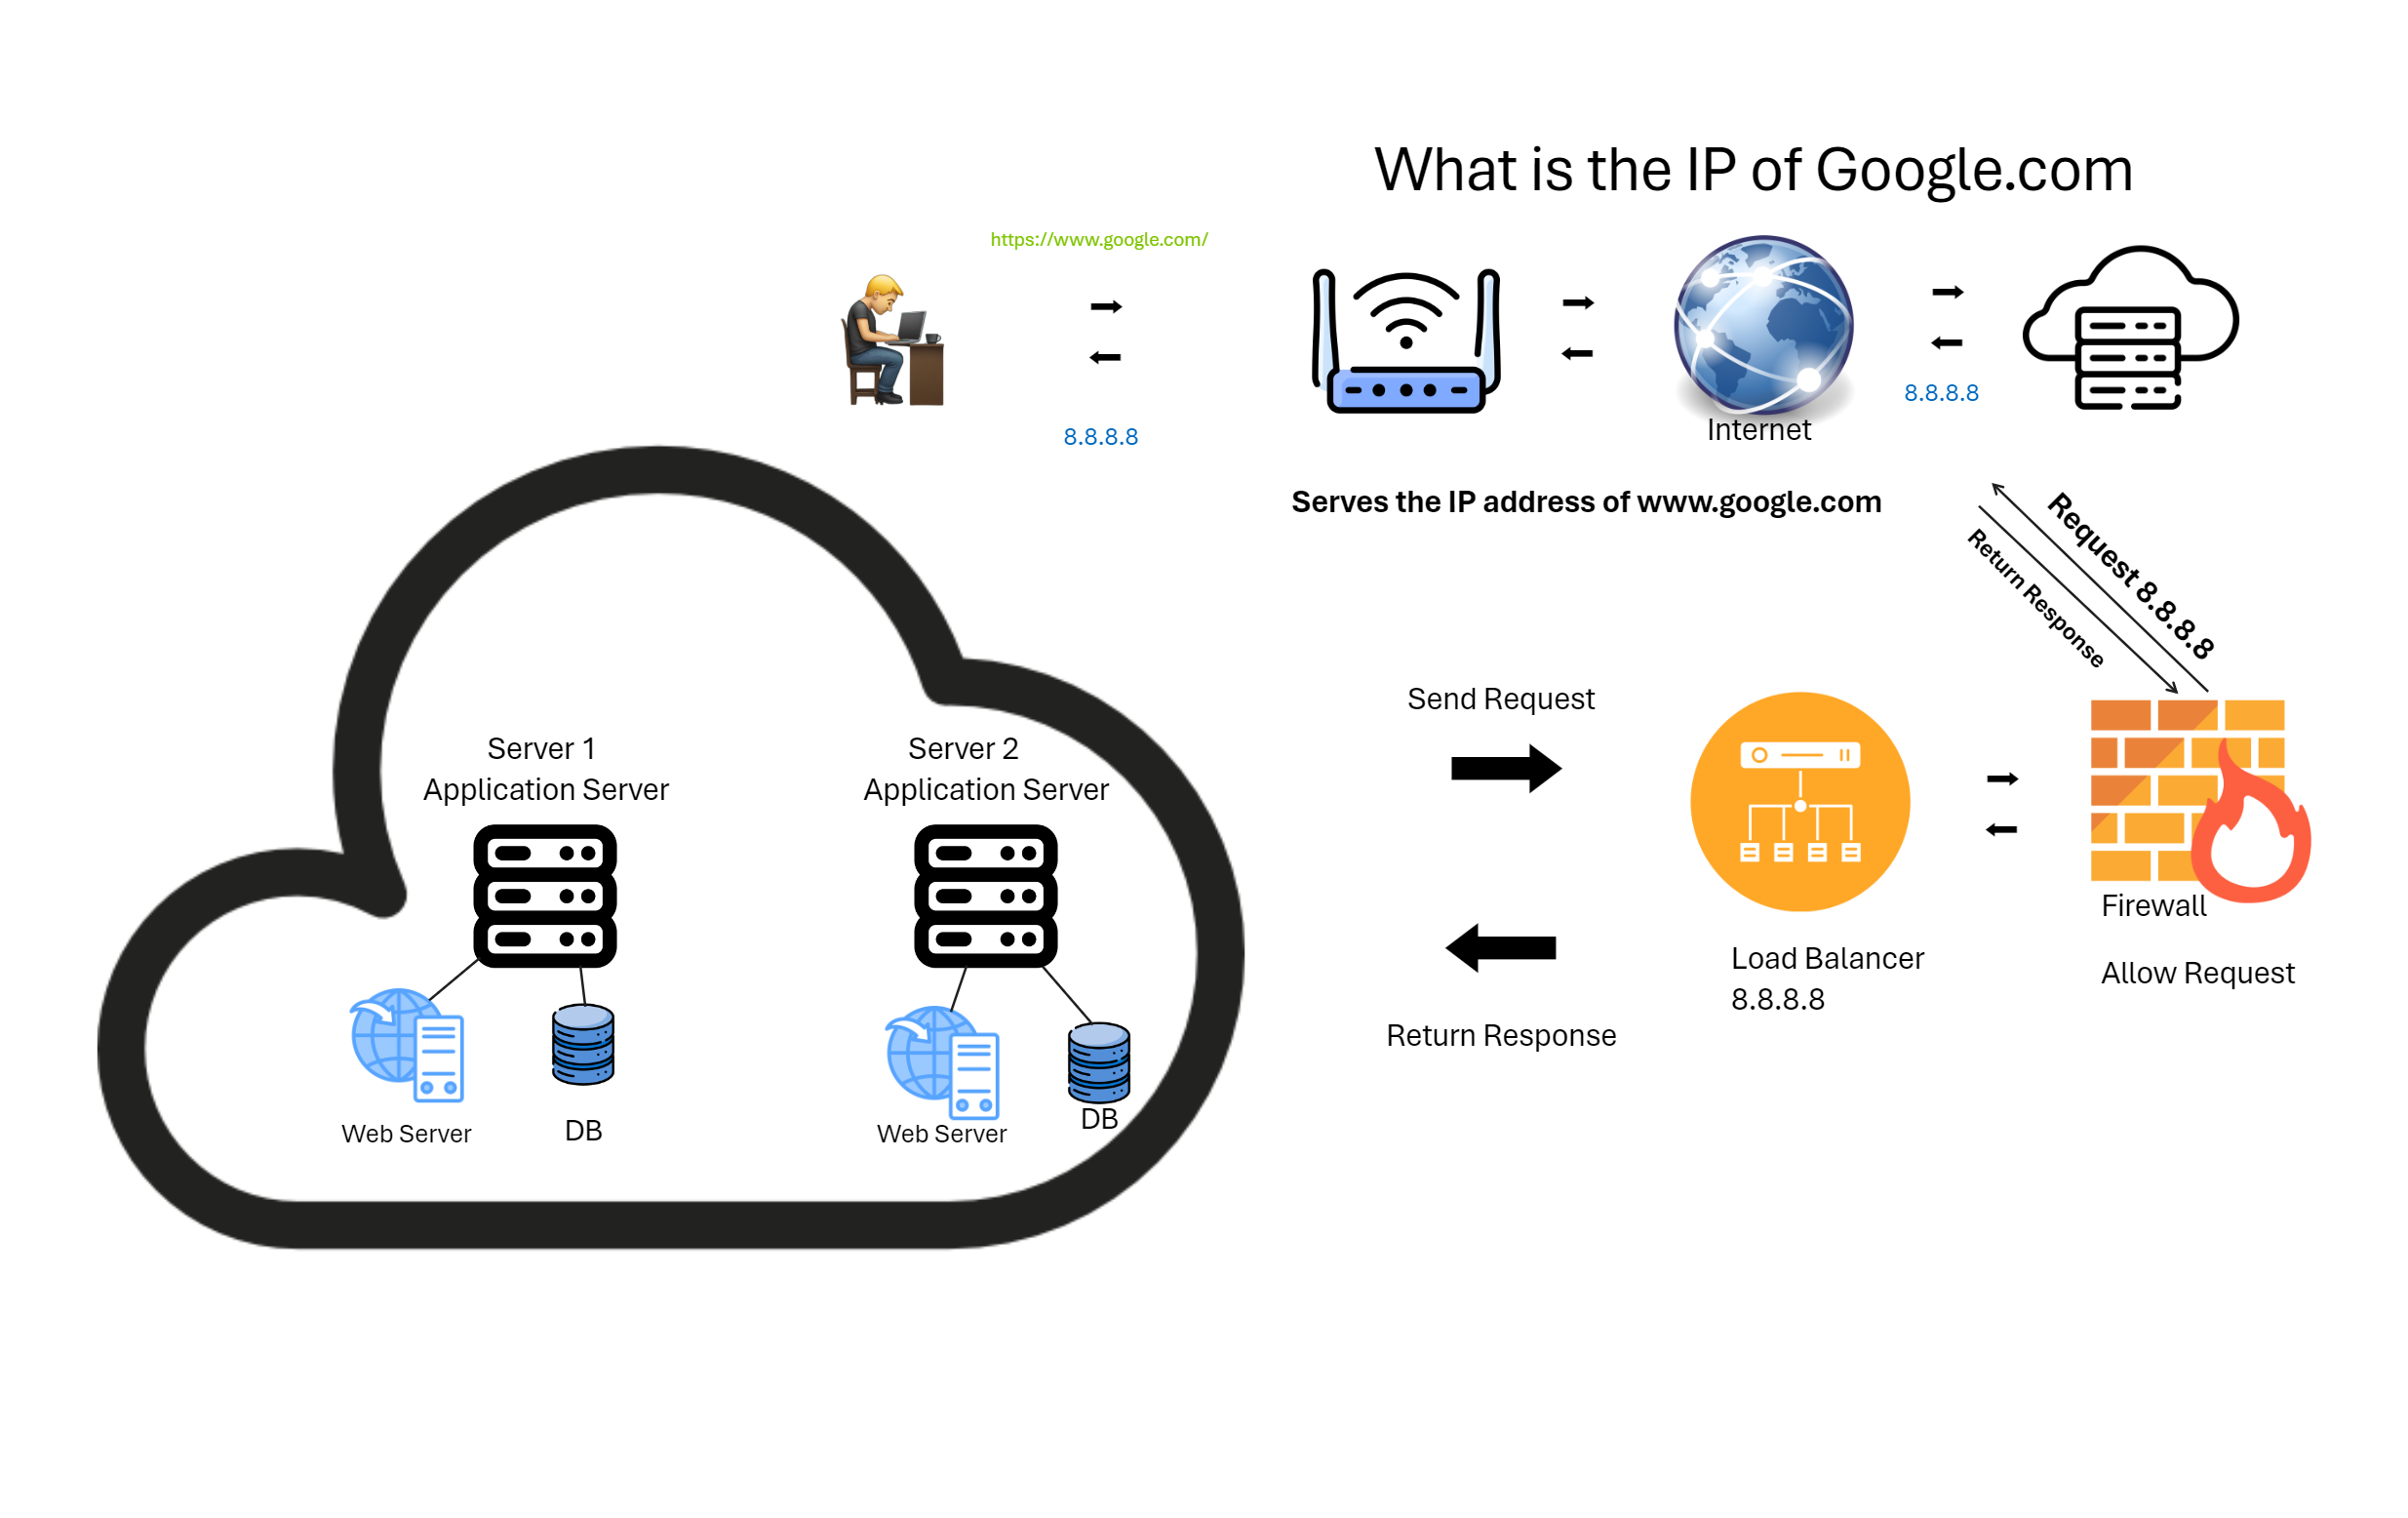 What is the IP of Google.com
https://www.google.com/
8.8.8.8
Internet
8.8.8.8
Serves the IP address of www.google.com
Request 8.8.8.8
Return Response
Server 1
Application Server
Server 2
Application Server
Web Server
DB
Web Server
DB
Send Request
Return Response
Load Balancer
8.8.8.8
Firewall
Allow Request